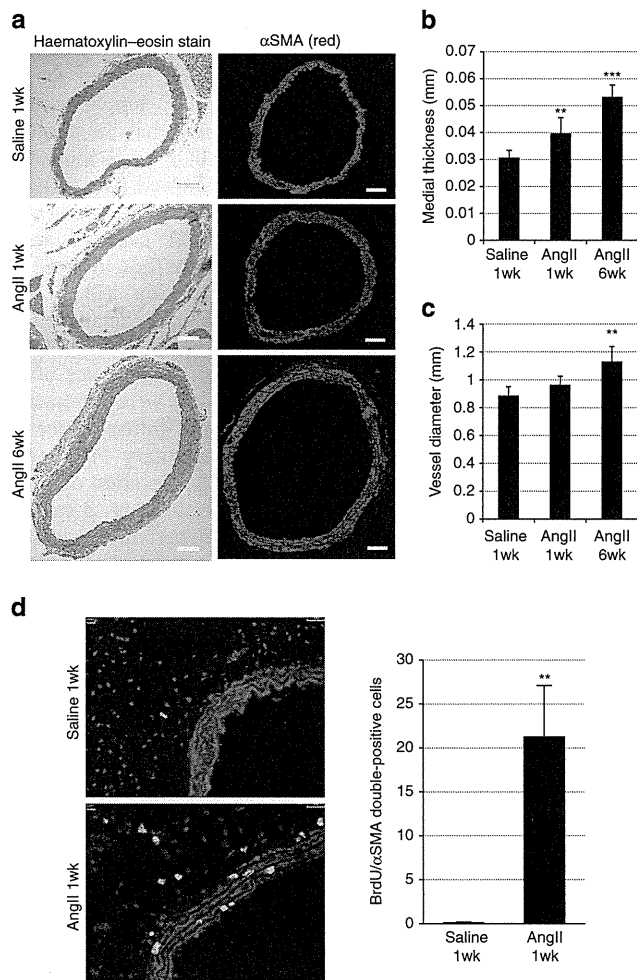 a
Haematoxylin–eosin stain
αSMA (red)
Saline 1wk
AngII 1wk
AngII 6wk
b
Medial thickness (mm)
0.07
0.06
0.05
0.04
0.03
0.02
0.01
0
**
***
Saline 1wk
AngII 1wk
AngII 6wk
c
Vessel diameter (mm)
1.4
1.2
1
0.8
0.6
0.4
0.2
0
**
Saline 1wk
AngII 1wk
AngII 6wk
d
Saline 1wk
AngII 1wk
BrdU/αSMA double-positive cells
30
25
20
15
10
5
0
**
Saline 1wk
AngII 1wk